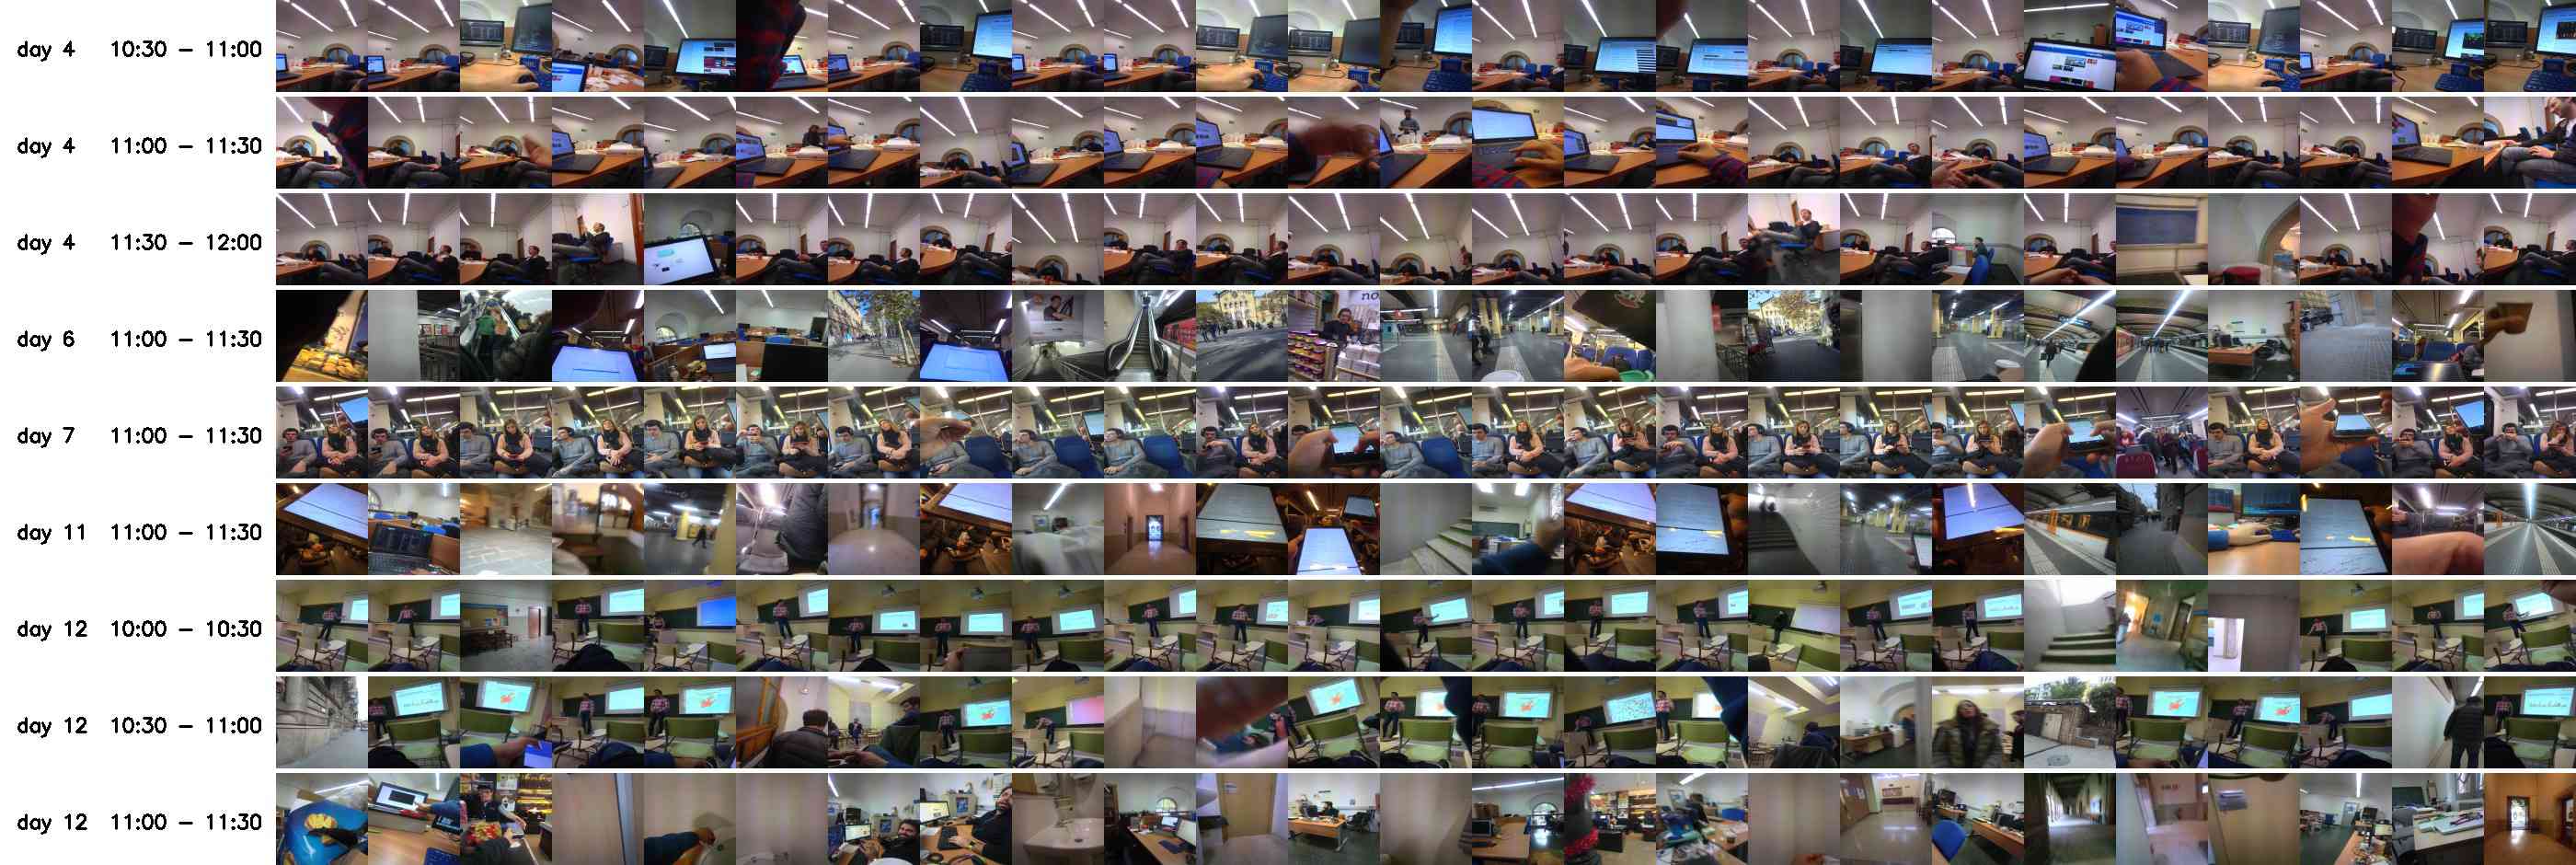 day 4 10:30 – 11:00
day 4 11:00 – 11:30
day 4 11:30 – 12:00
day 6 11:00 – 11:30
day 7 11:00 – 11:30
day 11 11:00 – 11:30
day 12 10:00 – 10:30
day 12 10:30 – 11:00
day 12 11:00 – 11:30